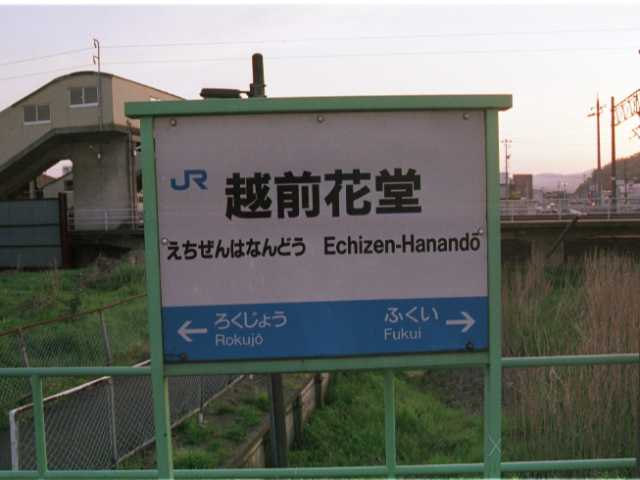 JR 越前花堂
えちぜんはなんどう Echizen-Hanandō
← ろくじょう ふくい →
Rokujō Fukui